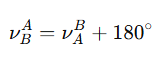 ν_B^A = ν_A^B + 180°